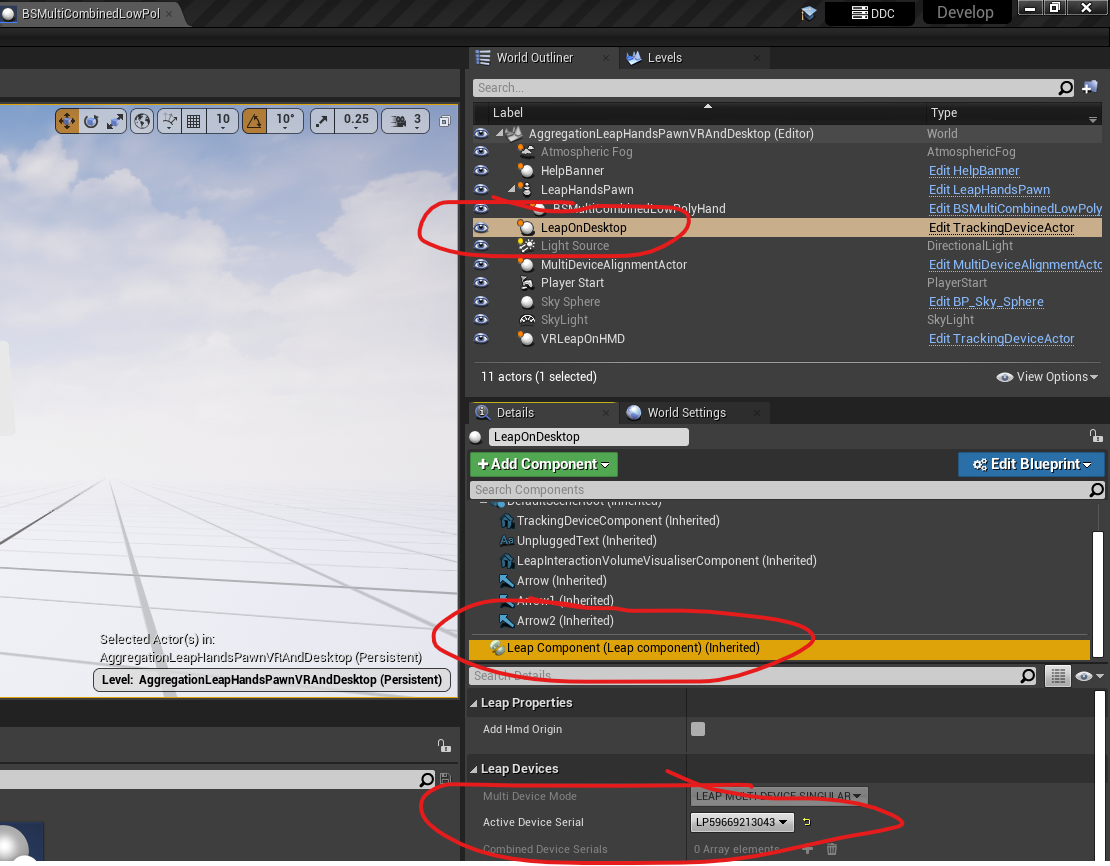 BSMultiCombinedLowPol
DDC
Develop
World Outliner
Levels
Search...
10
10°
0.25
3
Label
Type
AggregationLeapHandsPawnVRAndDesktop (Editor)
World
Atmospheric Fog
AtmosphericFog
HelpBanner
Edit HelpBanner
LeapHandsPawn
Edit LeapHandsPawn
BSMultiCombinedLowPolyHand
Edit BSMultiCombinedLowPoly
LeapOnDesktop
Edit TrackingDeviceActor
Light Source
DirectionalLight
MultiDeviceAlignmentActor
Edit MultiDeviceAlignmentActo
Player Start
PlayerStart
Sky Sphere
Edit BP_Sky_Sphere
SkyLight
SkyLight
VRLeapOnHMD
Edit TrackingDeviceActor
11 actors (1 selected)
View Options
Details
World Settings
LeapOnDesktop
+Add Component
Edit Blueprint
Search Components
DefaultSceneRoot (Inherited)
TrackingDeviceComponent (Inherited)
Aa UnpluggedText (Inherited)
LeapInteractionVolumeVisualiserComponent (Inherited)
Arrow (Inherited)
Arrow1 (Inherited)
Arrow2 (Inherited)
Leap Component (Leap component) (Inherited)
Selected Actor(s) in:
AggregationLeapHandsPawnVRAndDesktop (Persistent)
Level: AggregationLeapHandsPawnVRAndDesktop (Persistent)
Search Details
Leap Properties
Add Hmd Origin
Leap Devices
Multi Device Mode
LEAP MULTI DEVICE SINGULAR
Active Device Serial
LP59669213043
Combined Device Serials
0 Array elements